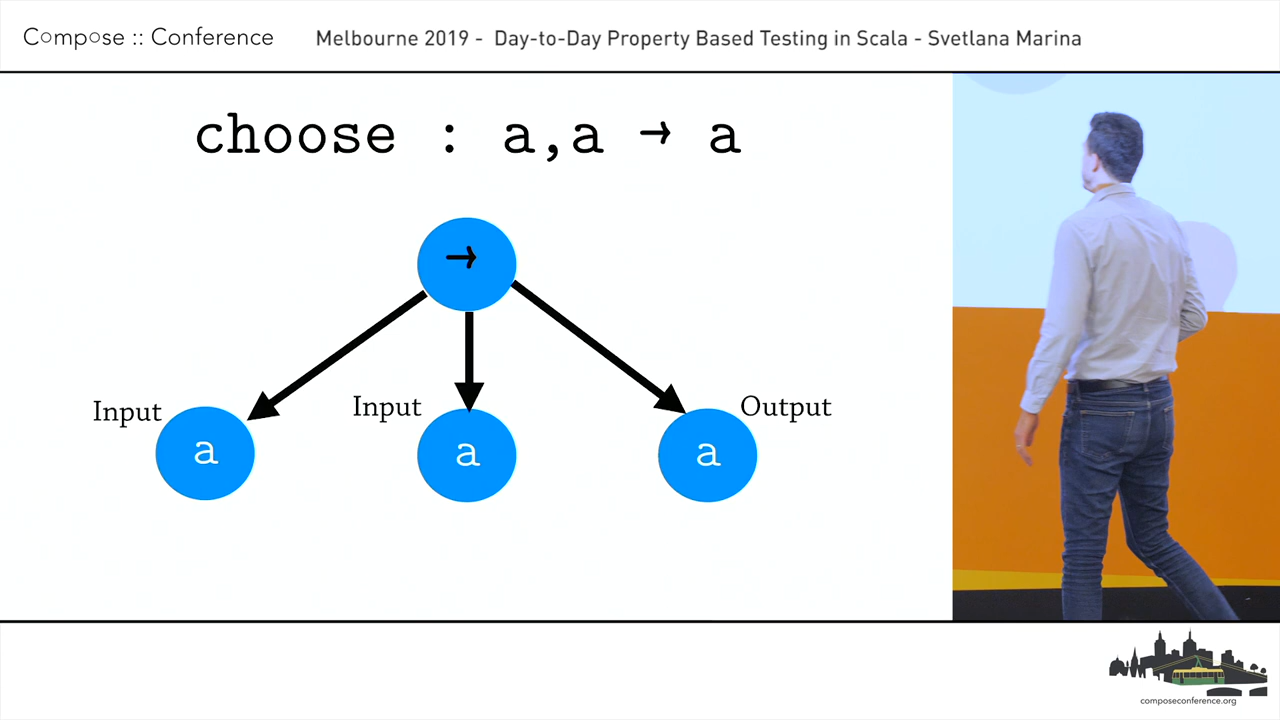 Compose :: Conference
Melbourne 2019 - Day-to-Day Property Based Testing in Scala - Svetlana Marina
choose : a,a → a
→
Input
Input
Output
a
a
a
composeconference.org